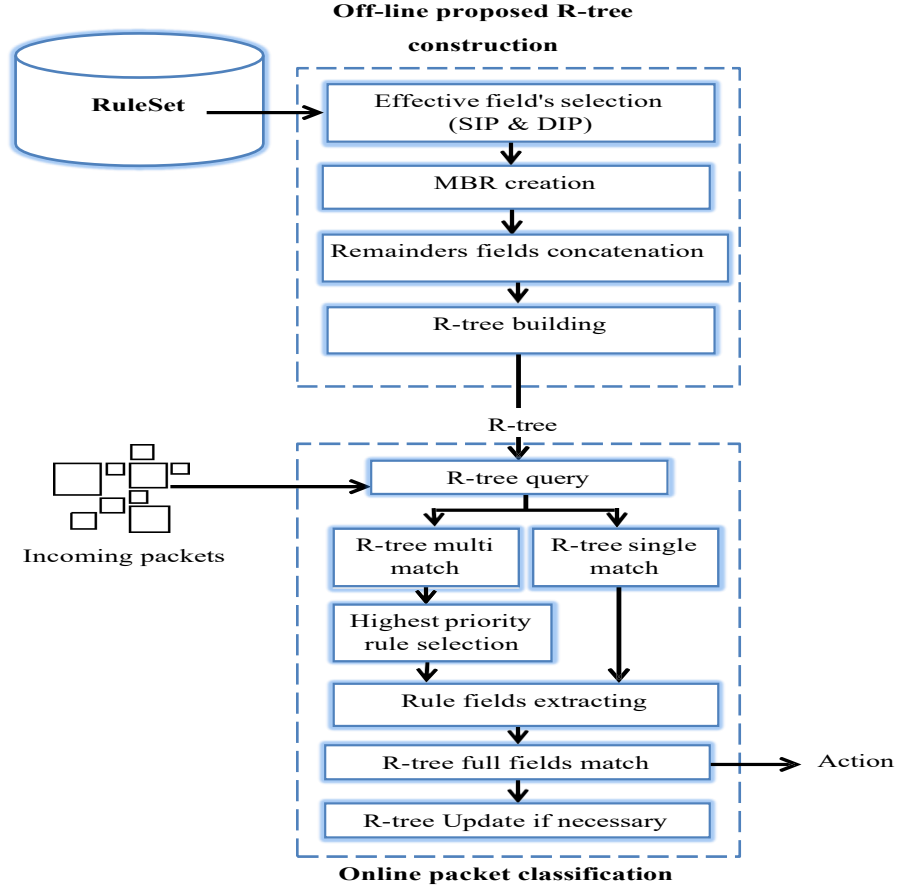 Off-line proposed R-tree
construction
RuleSet
Effective field's selection
(SIP & DIP)
MBR creation
Remainders fields concatenation
R-tree building
R-tree
R-tree query
Incoming packets
R-tree multi
match
R-tree single
match
Highest priority
rule selection
Rule fields extracting
R-tree full fields match
Action
R-tree Update if necessary
Online packet classification